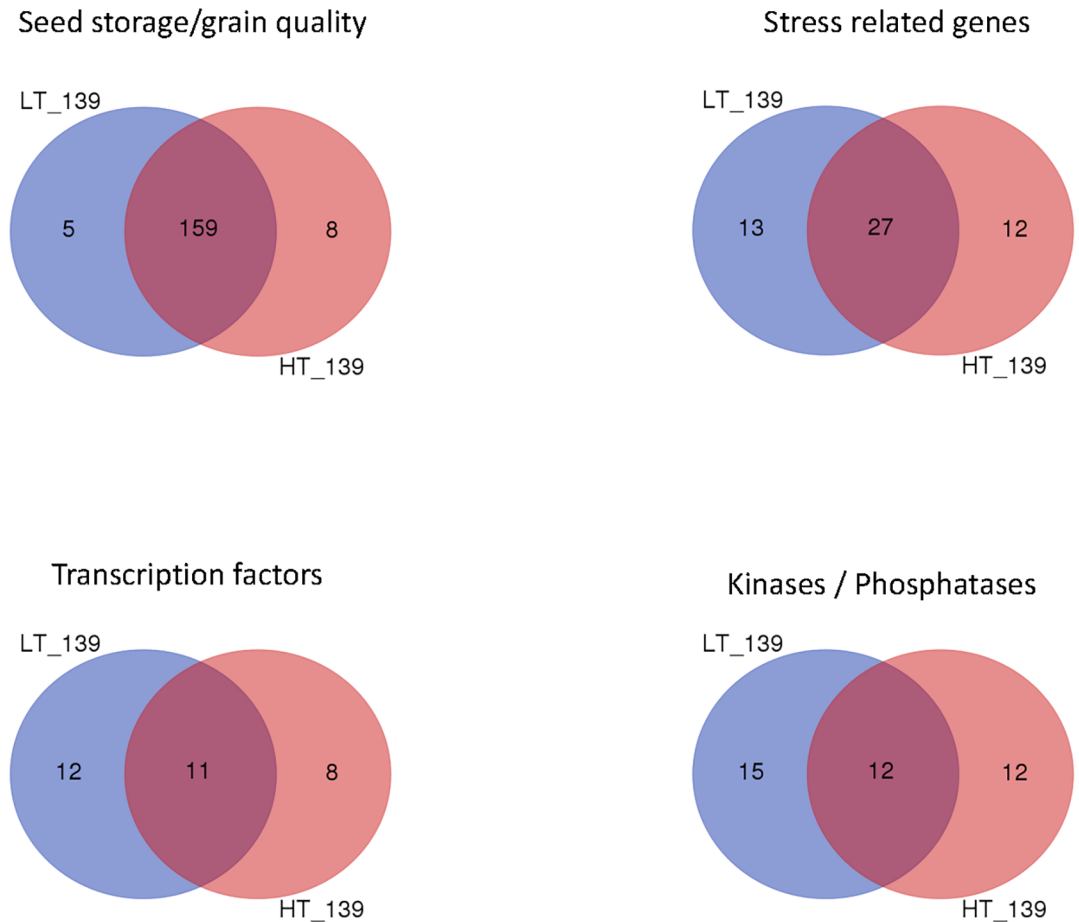 Seed storage/grain quality
LT_139
5
159
8
HT_139
Stress related genes
LT_139
13
27
12
HT_139
Transcription factors
LT_139
12
11
8
HT_139
Kinases / Phosphatases
LT_139
15
12
12
HT_139